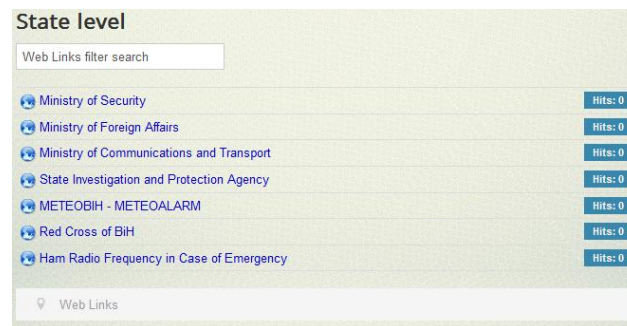 State level
Web Links filter search
Ministry of Security Hits: 0
Ministry of Foreign Affairs Hits: 0
Ministry of Communications and Transport Hits: 0
State Investigation and Protection Agency Hits: 0
METEOBIH - METEOALARM Hits: 0
Red Cross of BiH Hits: 0
Ham Radio Frequency in Case of Emergency Hits: 0
Web Links